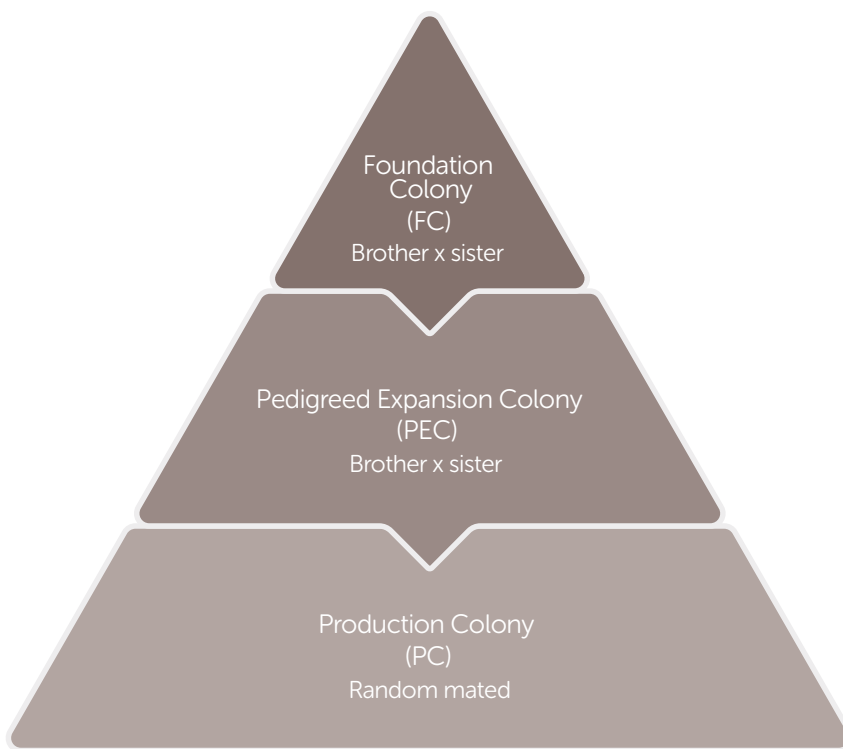 Foundation
Colony
(FC)
Brother x sister
Pedigreed Expansion Colony
(PEC)
Brother x sister
Production Colony
(PC)
Random mated